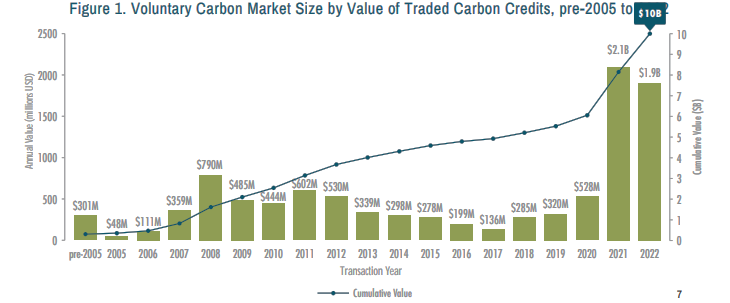 Figure 1. Voluntary Carbon Market Size by Value of Traded Carbon Credits, pre-2005 to 2
$10B
2500
2000
1500
1000
500
0
Annual Value (millions USD)
$301M
$48M
$111M
$359M
$790M
$485M
$444M
$602M
$530M
$339M
$298M
$278M
$199M
$136M
$285M
$320M
$528M
$2.1B
$1.9B
10
9
8
7
6
5
4
3
2
1
0
Cumulative Value ($B)
pre-2005 2005 2006 2007 2008 2009 2010 2011 2012 2013 2014 2015 2016 2017 2018 2019 2020 2021 2022
Transaction Year
Cumulative Value
7